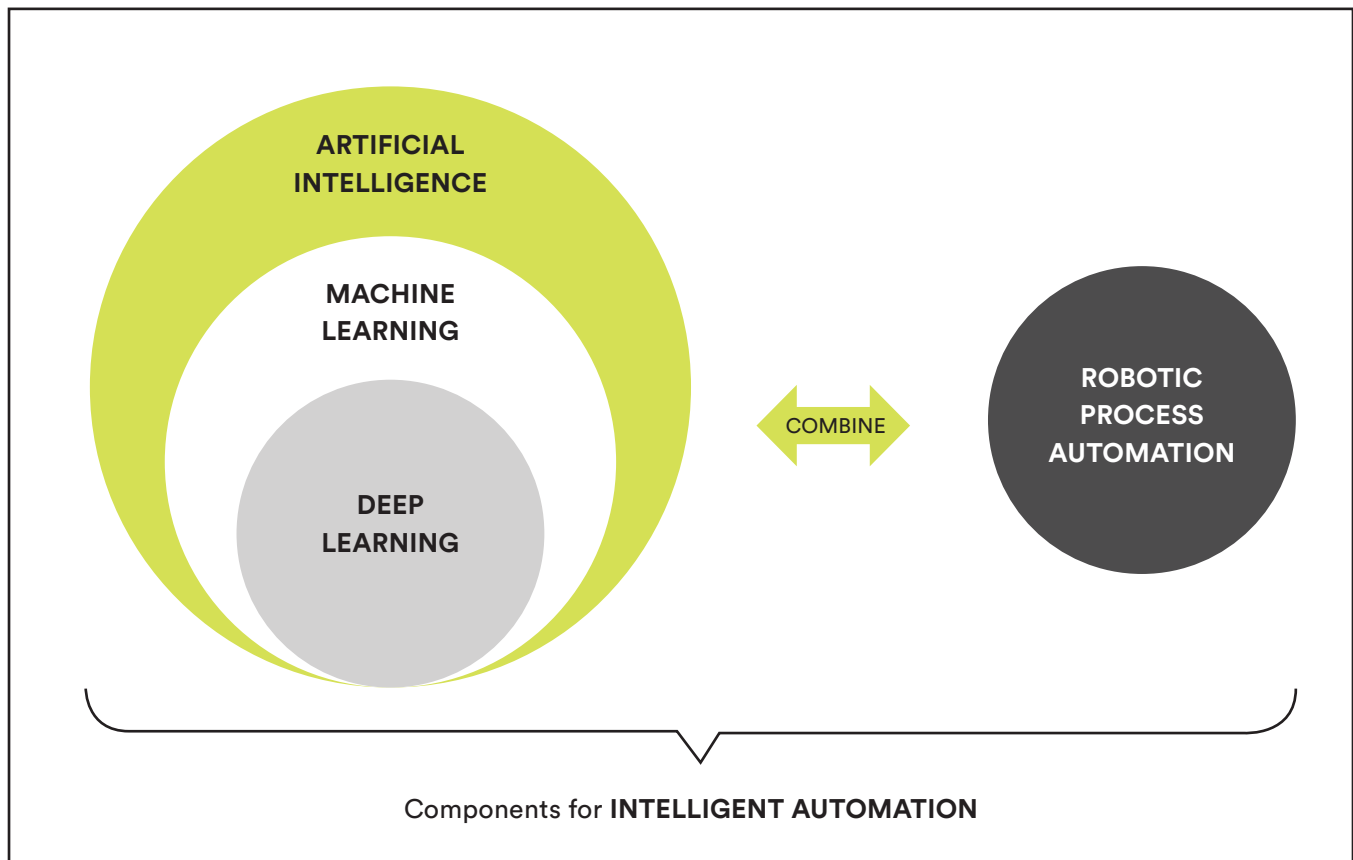 ARTIFICIAL
INTELLIGENCE
MACHINE
LEARNING
DEEP
LEARNING
COMBINE
ROBOTIC
PROCESS
AUTOMATION
Components for INTELLIGENT AUTOMATION